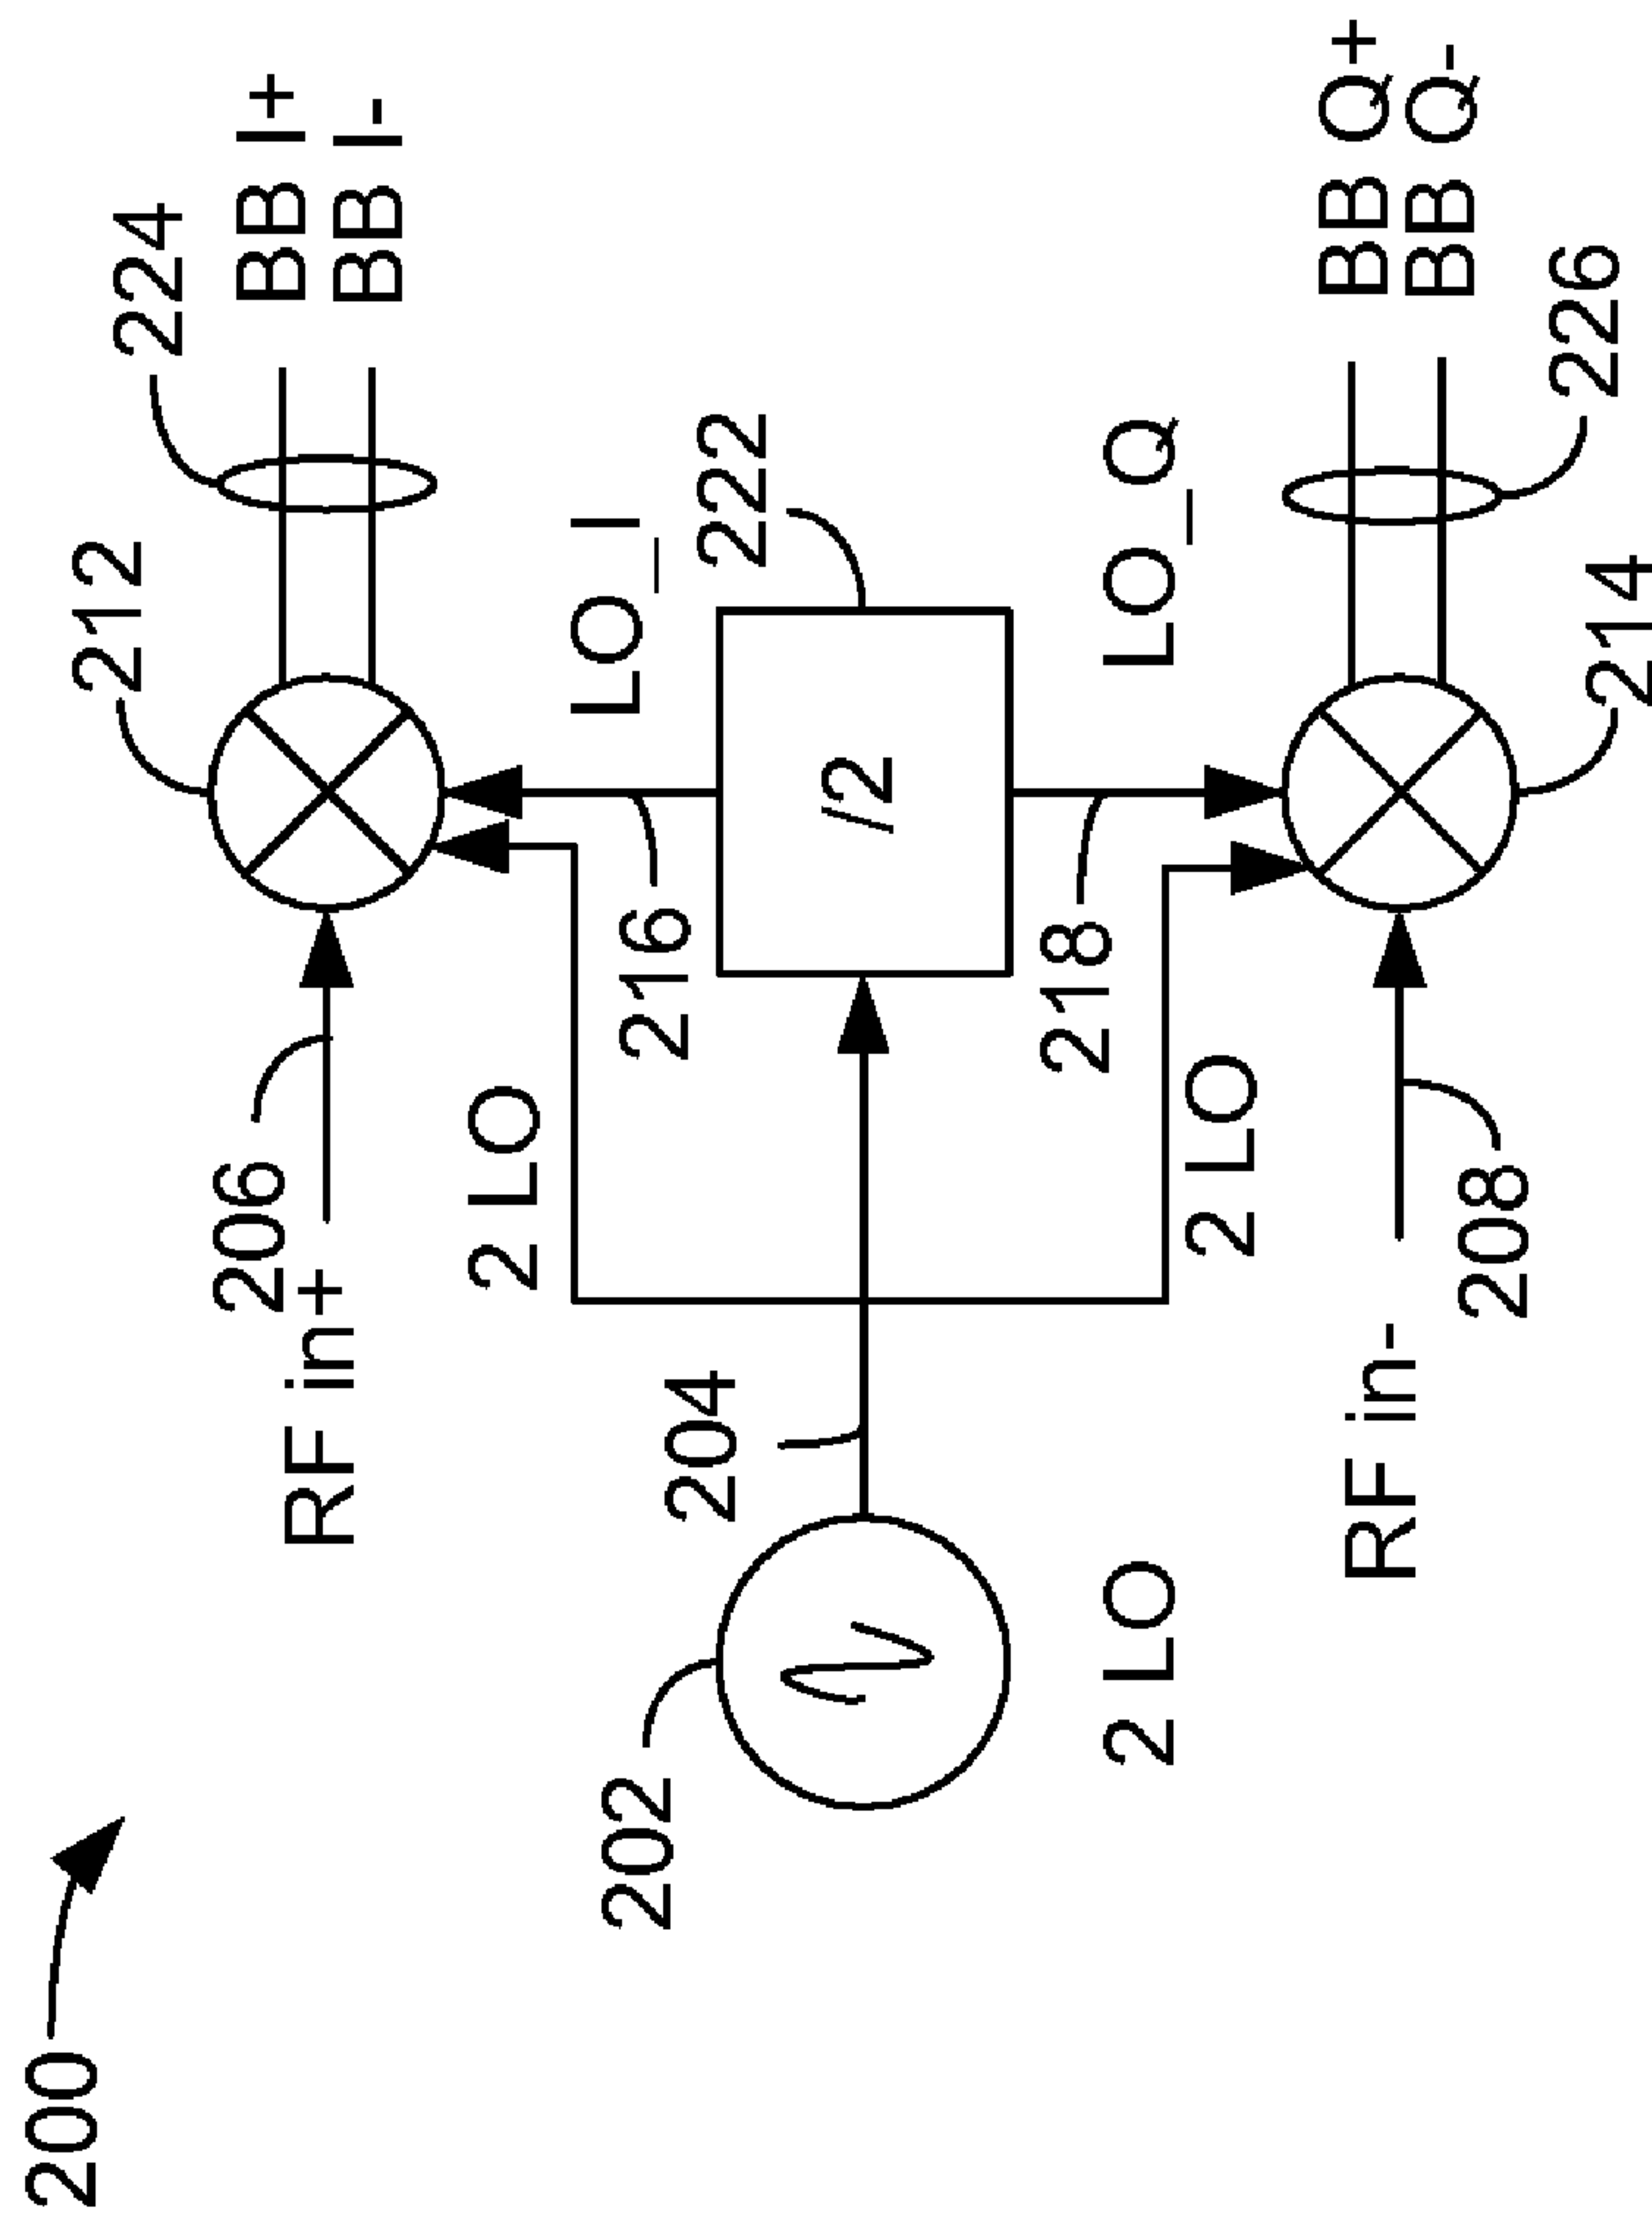 200
202
2 LO
204
206
RF in+
2 LO
212
224
BB I+
BB I-
LO_I
216
/2
222
218
LO_Q
2 LO
RF in-
208
214
226
BB Q+
BB Q-